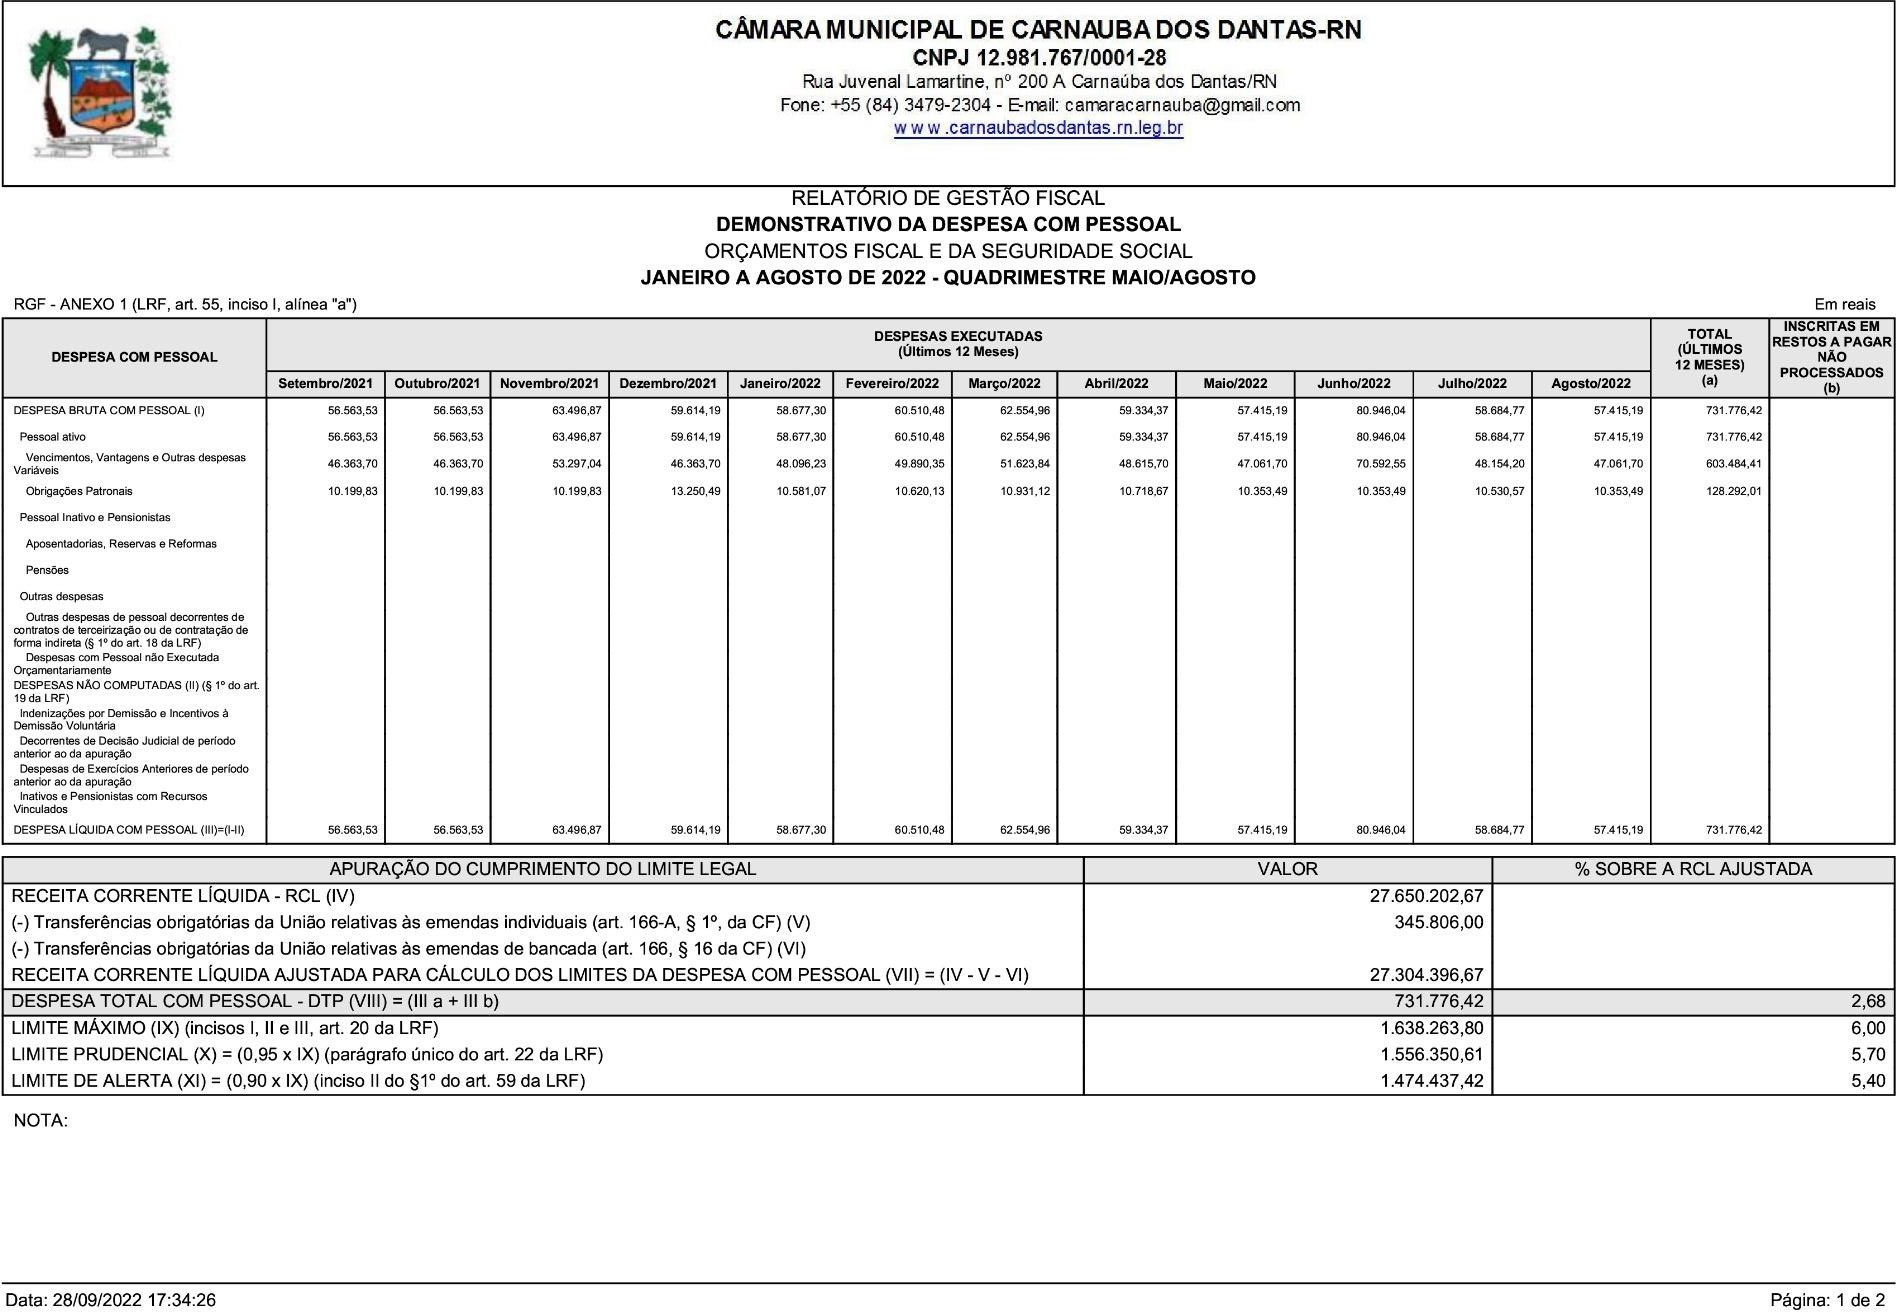 CÂMARA MUNICIPAL DE CARNAUBA DOS DANTAS-RN
CNPJ 12.981.767/0001-28
Rua Juvenal Lamartine, nº 200 A Carnaúba dos Dantas/RN
Fone: +55 (84) 3479-2304 - E-mail: camaracarnauba@gmail.com
www.carnaubadosdantas.rn.leg.br
RELATÓRIO DE GESTÃO FISCAL
DEMONSTRATIVO DA DESPESA COM PESSOAL
ORÇAMENTOS FISCAL E DA SEGURIDADE SOCIAL
JANEIRO A AGOSTO DE 2022 - QUADRIMESTRE MAIO/AGOSTO
RGF - ANEXO 1 (LRF, art. 55, inciso I, alínea "a") Em reais
DESPESA COM PESSOAL
DESPESAS EXECUTADAS
(Últimos 12 Meses)
TOTAL
(ÚLTIMOS
12 MESES)
(a)
INSCRITAS EM
RESTOS A PAGAR
NÃO
PROCESSADOS
(b)
Setembro/2021 Outubro/2021 Novembro/2021 Dezembro/2021 Janeiro/2022 Fevereiro/2022 Março/2022 Abril/2022 Maio/2022 Junho/2022 Julho/2022 Agosto/2022
DESPESA BRUTA COM PESSOAL (I) 56.563,53 56.563,53 63.496,87 59.614,19 58.677,30 60.510,48 62.554,96 59.334,37 57.415,19 80.946,04 58.684,77 57.415,19 731.776,42
Pessoal ativo 56.563,53 56.563,53 63.496,87 59.614,19 58.677,30 60.510,48 62.554,96 59.334,37 57.415,19 80.946,04 58.684,77 57.415,19 731.776,42
Vencimentos, Vantagens e Outras despesas
Variáveis 46.363,70 46.363,70 53.297,04 46.363,70 48.096,23 49.890,35 51.623,84 48.615,70 47.061,70 70.592,55 48.154,20 47.061,70 603.484,41
Obrigações Patronais 10.199,83 10.199,83 10.199,83 13.250,49 10.581,07 10.620,13 10.931,12 10.718,67 10.353,49 10.353,49 10.530,57 10.353,49 128.292,01
Pessoal Inativo e Pensionistas
Aposentadorias, Reservas e Reformas
Pensões
Outras despesas
Outras despesas de pessoal decorrentes de
contratos de terceirização ou de contratação de
forma indireta (§ 1º do art. 18 da LRF)
Despesas com Pessoal não Executada
Orçamentariamente
DESPESAS NÃO COMPUTADAS (II) (§ 1º do art.
19 da LRF)
Indenizações por Demissão e Incentivos à
Demissão Voluntária
Decorrentes de Decisão Judicial de período
anterior ao da apuração
Despesas de Exercícios Anteriores de período
anterior ao da apuração
Inativos e Pensionistas com Recursos
Vinculados
DESPESA LÍQUIDA COM PESSOAL (III)=(I-II) 56.563,53 56.563,53 63.496,87 59.614,19 58.677,30 60.510,48 62.554,96 59.334,37 57.415,19 80.946,04 58.684,77 57.415,19 731.776,42
APURAÇÃO DO CUMPRIMENTO DO LIMITE LEGAL VALOR % SOBRE A RCL AJUSTADA
RECEITA CORRENTE LÍQUIDA - RCL (IV) 27.650.202,67
(-) Transferências obrigatórias da União relativas às emendas individuais (art. 166-A, § 1º, da CF) (V) 345.806,00
(-) Transferências obrigatórias da União relativas às emendas de bancada (art. 166, § 16 da CF) (VI)
RECEITA CORRENTE LÍQUIDA AJUSTADA PARA CÁLCULO DOS LIMITES DA DESPESA COM PESSOAL (VII) = (IV - V - VI) 27.304.396,67
DESPESA TOTAL COM PESSOAL - DTP (VIII) = (III a + III b) 731.776,42 2,68
LIMITE MÁXIMO (IX) (incisos I, II e III, art. 20 da LRF) 1.638.263,80 6,00
LIMITE PRUDENCIAL (X) = (0,95 x IX) (parágrafo único do art. 22 da LRF) 1.556.350,61 5,70
LIMITE DE ALERTA (XI) = (0,90 x IX) (inciso II do §1º do art. 59 da LRF) 1.474.437,42 5,40
NOTA:
Data: 28/09/2022 17:34:26 Página: 1 de 2